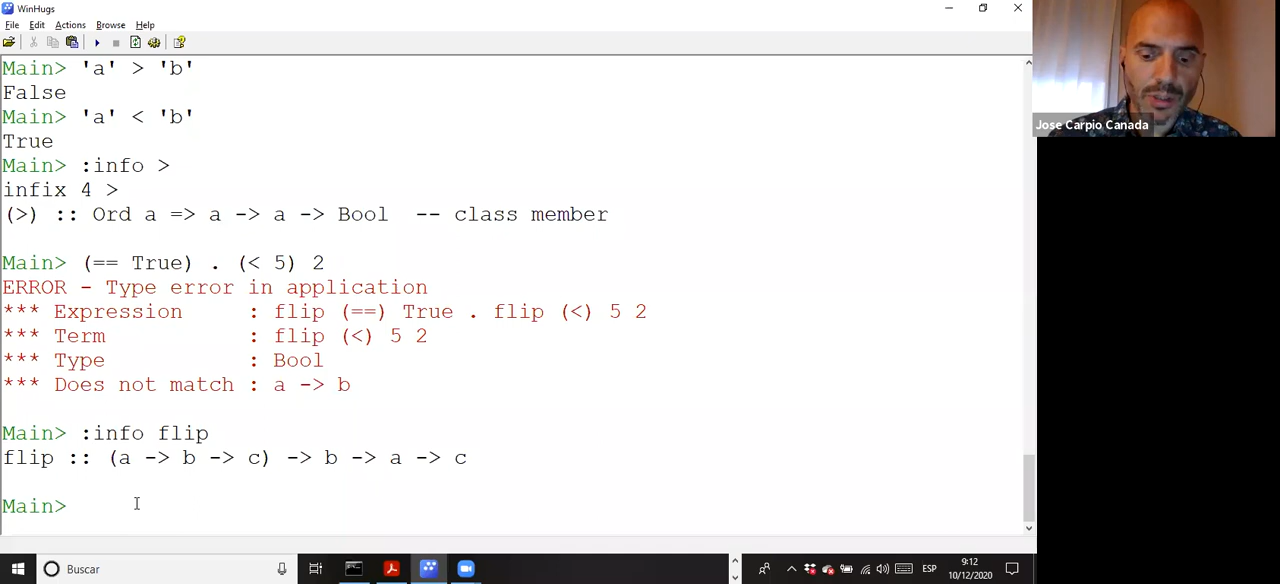 WinHugs
File Edit Actions Browse Help
Main> 'a' > 'b'
False
Main> 'a' < 'b'
True
Main> :info >
infix 4 >
(>) :: Ord a => a -> a -> Bool  -- class member
Main> (== True) . (< 5) 2
ERROR - Type error in application
*** Expression     : flip (==) True . flip (<) 5 2
*** Term           : flip (<) 5 2
*** Type           : Bool
*** Does not match : a -> b
Main> :info flip
flip :: (a -> b -> c) -> b -> a -> c
Main>
Jose Carpio Canada
Buscar
ESP
9:12
10/12/2020